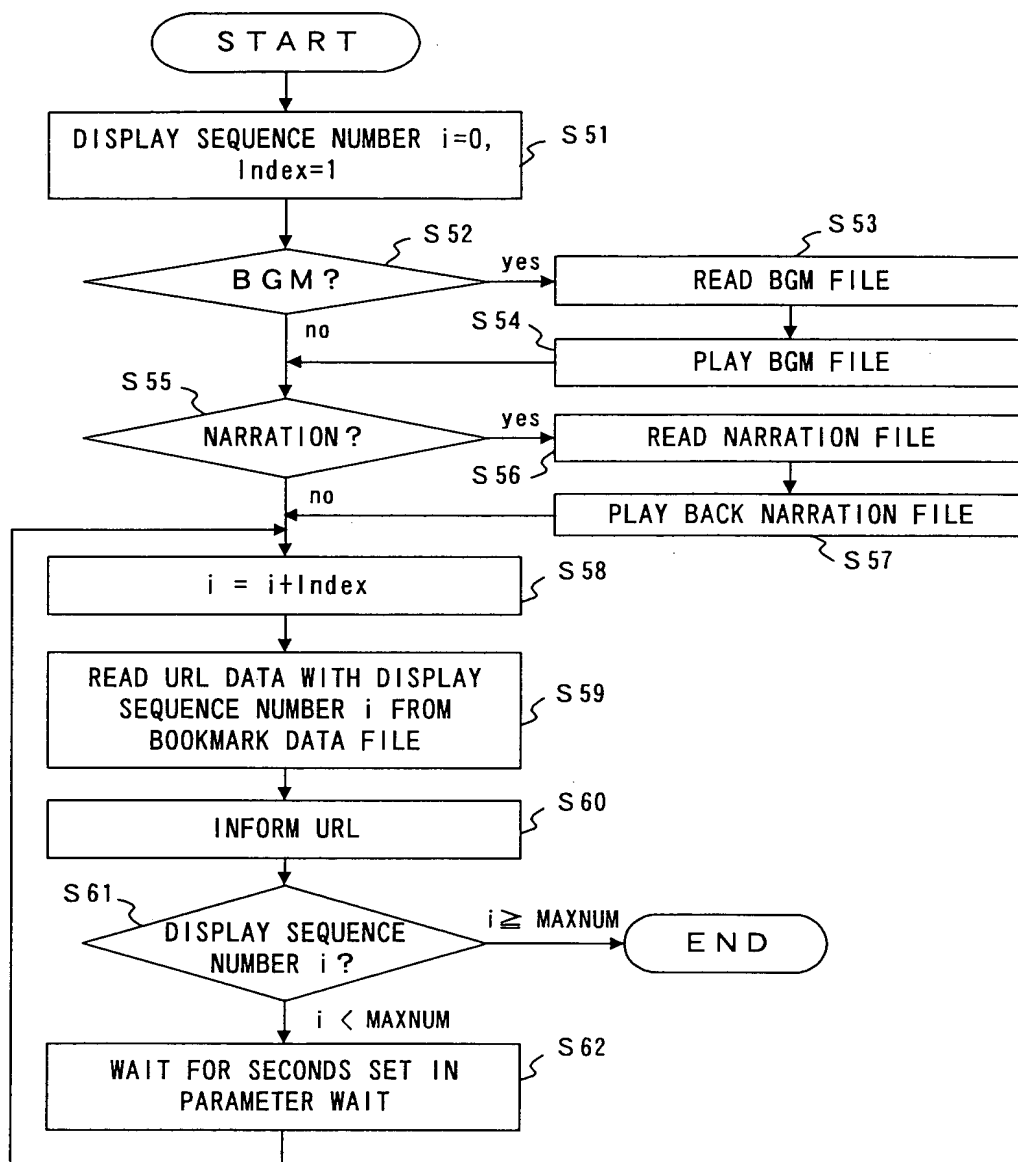 START
DISPLAY SEQUENCE NUMBER i=0,
Index=1
S51
S52
BGM?
yes
no
S53
READ BGM FILE
S54
PLAY BGM FILE
S55
NARRATION?
yes
no
READ NARRATION FILE
S56
PLAY BACK NARRATION FILE
S57
i = i+Index
S58
READ URL DATA WITH DISPLAY
SEQUENCE NUMBER i FROM
BOOKMARK DATA FILE
S59
INFORM URL
S60
S61
DISPLAY SEQUENCE
NUMBER i?
i≧ MAXNUM
END
i < MAXNUM
WAIT FOR SECONDS SET IN
PARAMETER WAIT
S62